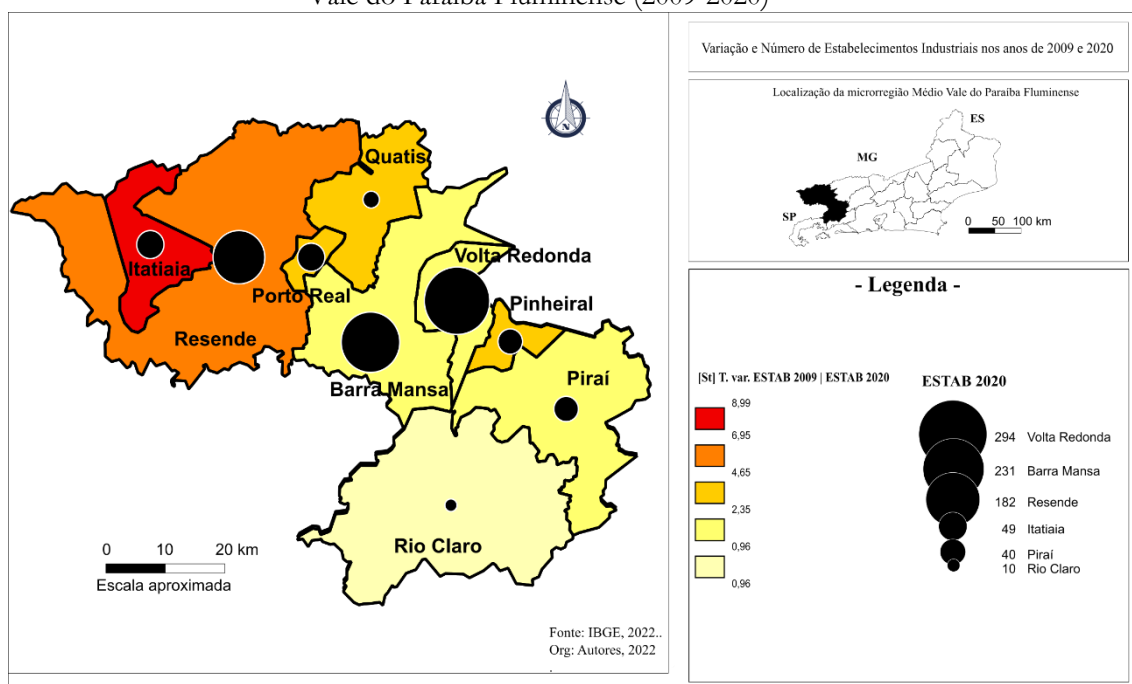 Vale do Paraíba Fluminense (2009-2020)
Variação e Número de Estabelecimentos Industriais nos anos de 2009 e 2020
Localização da microrregião Médio Vale do Paraíba Fluminense
ES
MG
SP
0 50 100 km
N
Quatis
Itatiaia
Volta Redonda
Porto Real
Pinheiral
Resende
Barra Mansa
Piraí
Rio Claro
0 10 20 km
Escala aproximada
Fonte: IBGE, 2022..
Org: Autores, 2022
.
- Legenda -
[St] T. var. ESTAB 2009 | ESTAB 2020
8,99
6,95
4,65
2,35
0,96
0,96
ESTAB 2020
294 Volta Redonda
231 Barra Mansa
182 Resende
49 Itatiaia
40 Piraí
10 Rio Claro